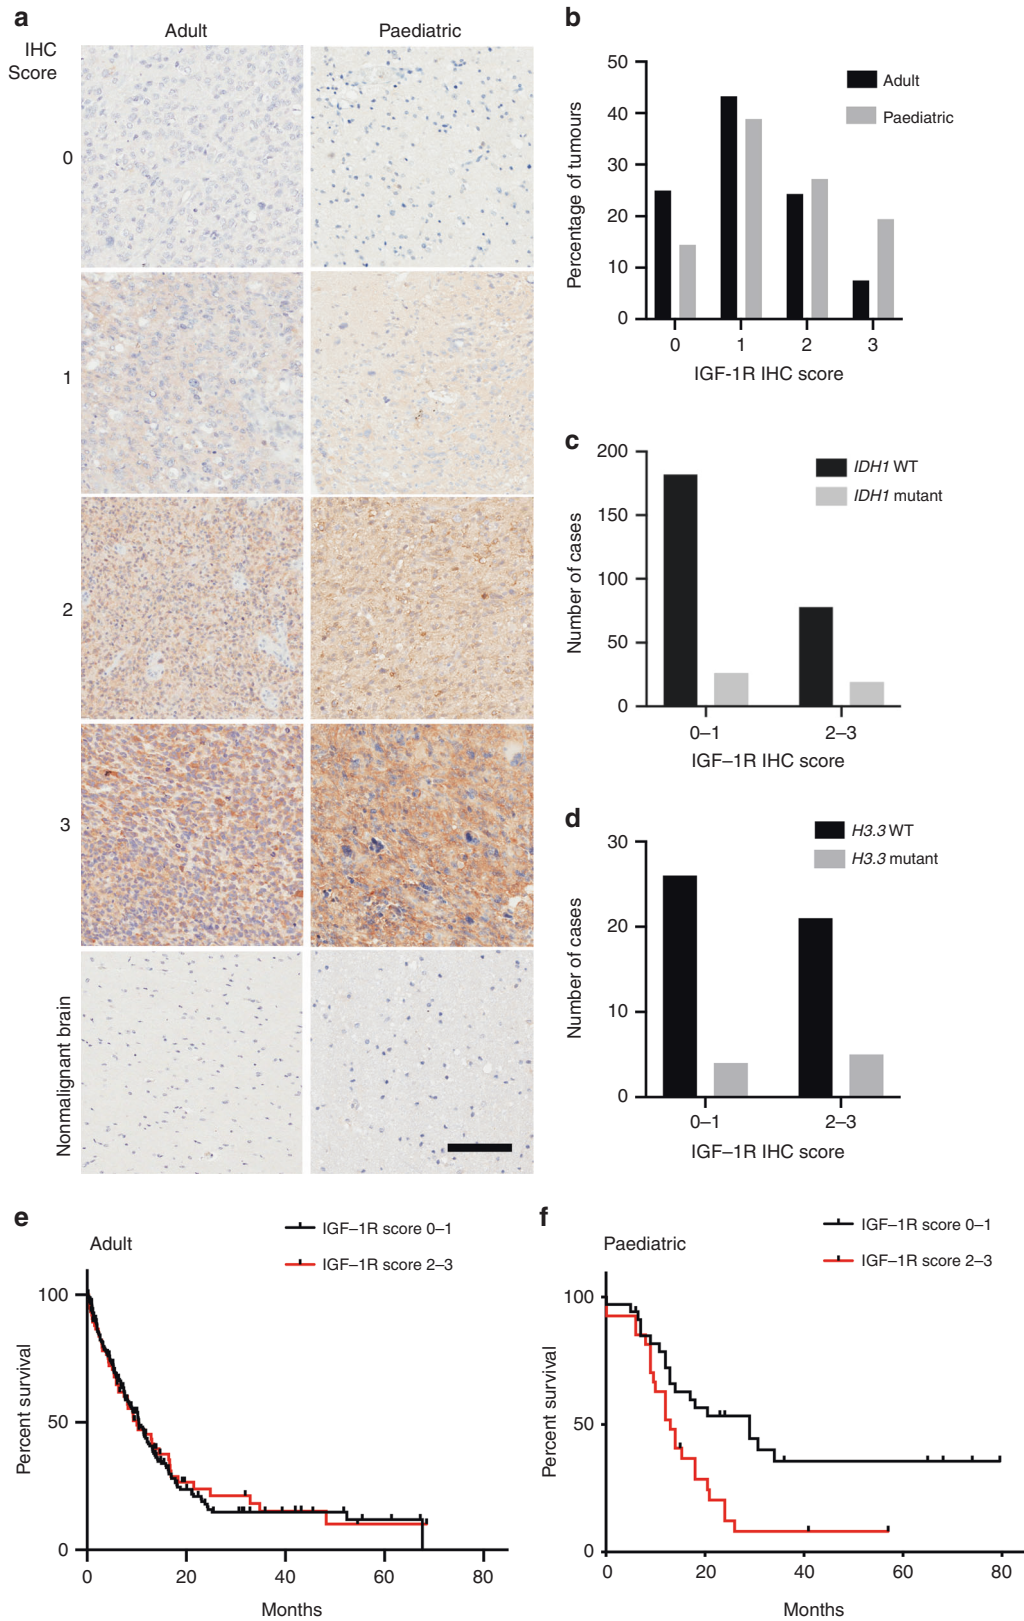 a
Adult
Paediatric
IHC
Score
0
1
2
3
Nonmalignant brain
b
50
40
30
20
10
0
Percentage of tumours
Adult
Paediatric
0 1 2 3
IGF-1R IHC score
c
200
150
100
50
0
Number of cases
IDH1 WT
IDH1 mutant
0–1 2–3
IGF–1R IHC score
d
30
20
10
0
Number of cases
H3.3 WT
H3.3 mutant
0–1 2–3
IGF–1R IHC score
e
Adult
IGF–1R score 0–1
IGF–1R score 2–3
100
50
0
Percent survival
0 20 40 60 80
Months
f
Paediatric
IGF–1R score 0–1
IGF–1R score 2–3
100
50
0
Percent survival
0 20 40 60 80
Months